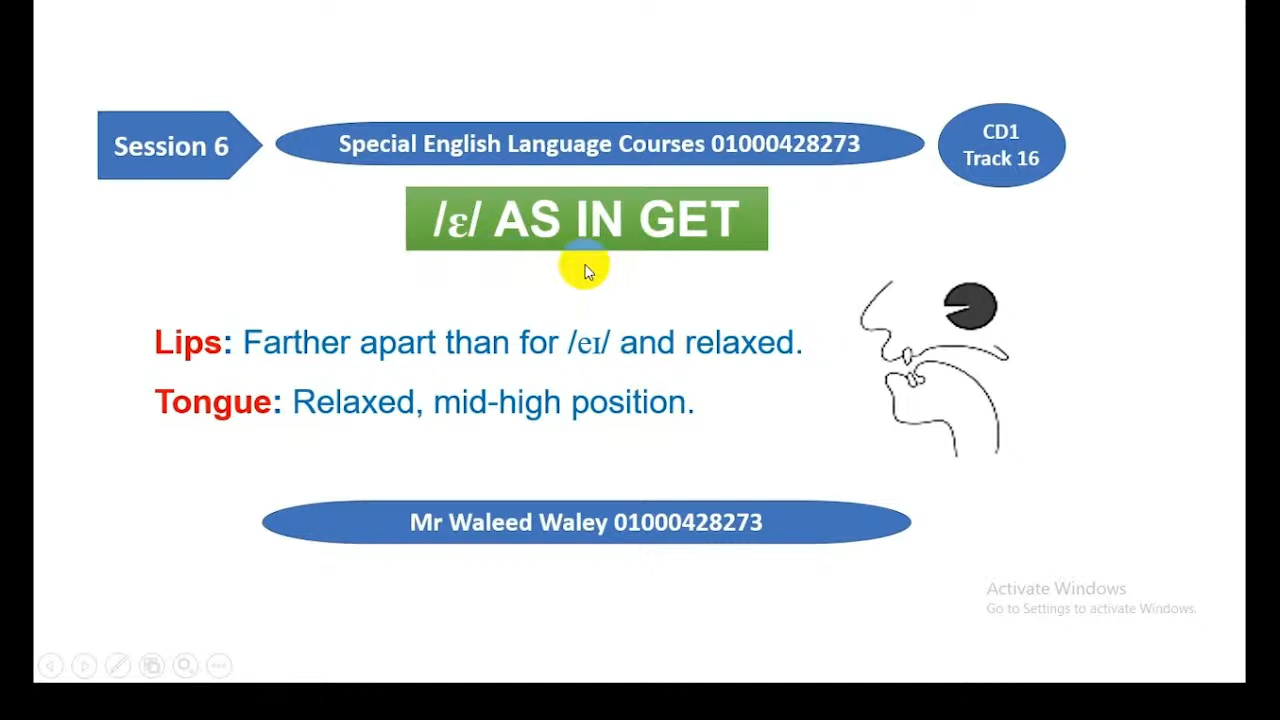 Session 6
Special English Language Courses 01000428273
CD1
Track 16
/ɛ/ AS IN GET
Lips: Farther apart than for /eɪ/ and relaxed.
Tongue: Relaxed, mid-high position.
Mr Waleed Waley 01000428273
Activate Windows
Go to Settings to activate Windows.